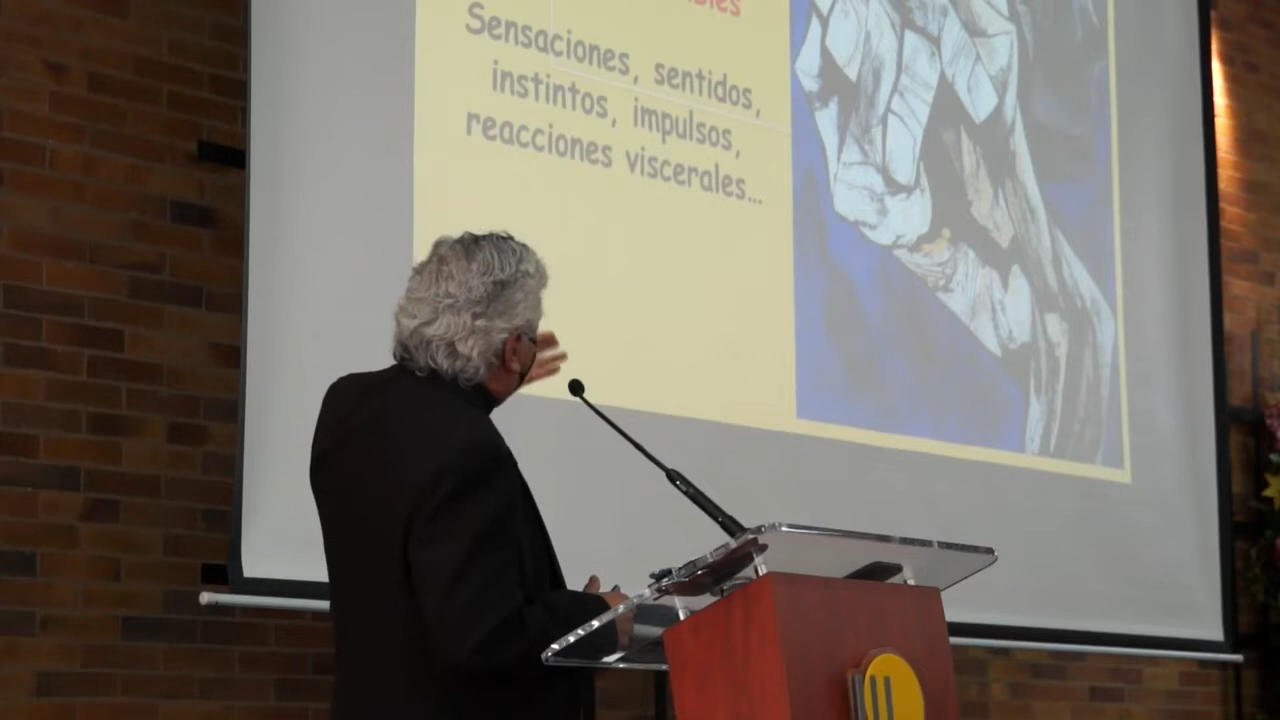 Sensaciones, sentidos,
instintos, impulsos,
reacciones viscerales...